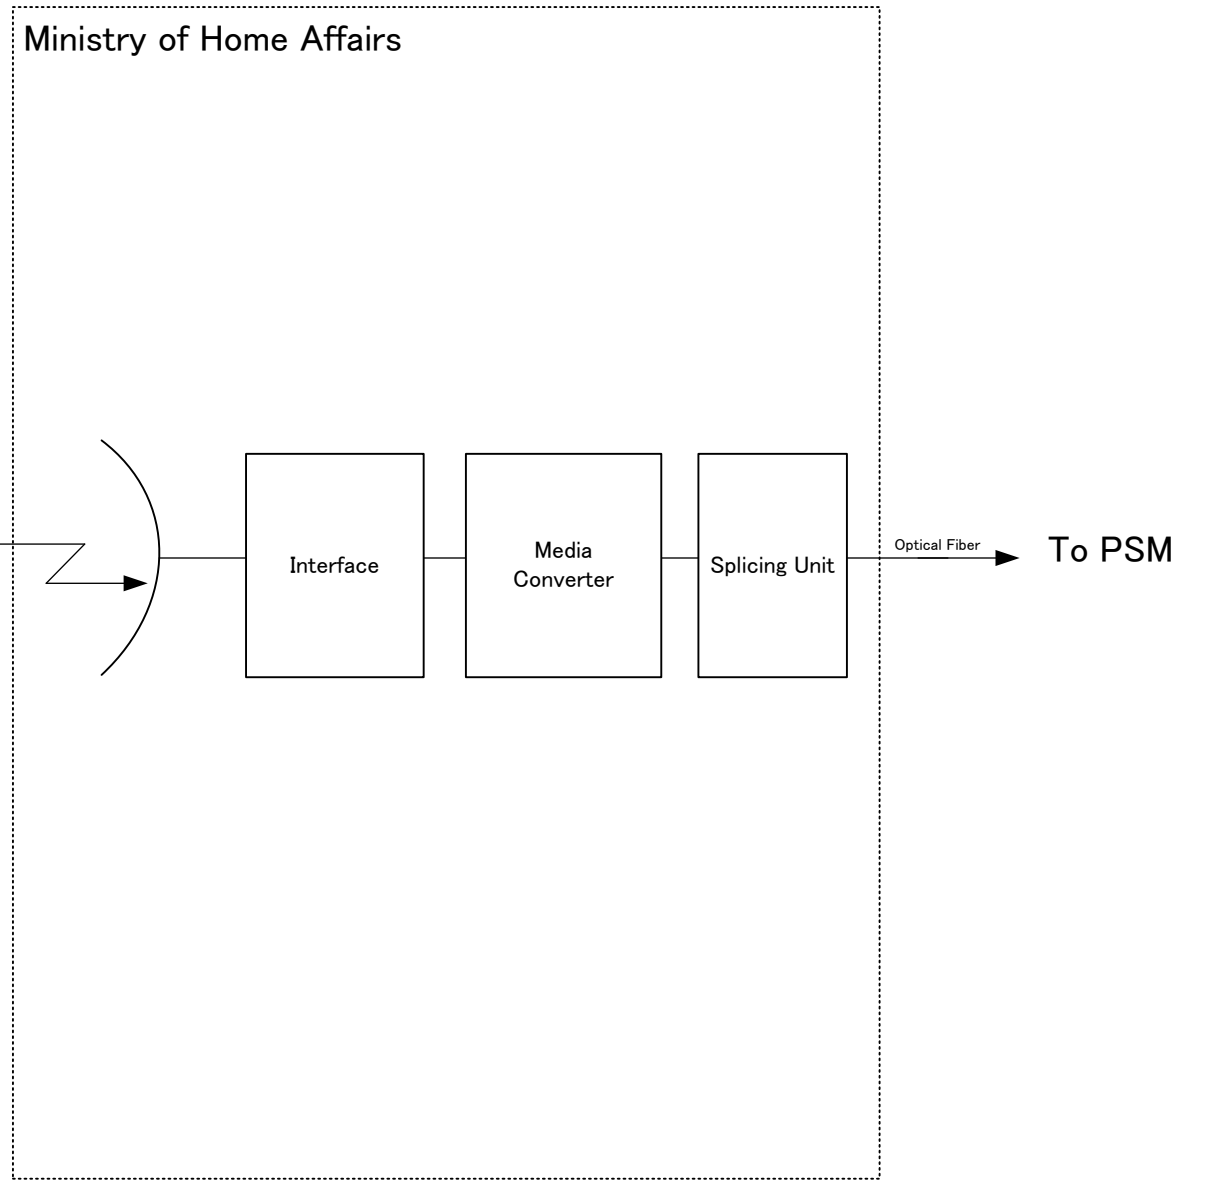 Ministry of Home Affairs
Interface
Media
Converter
Splicing Unit
Optical Fiber
To PSM